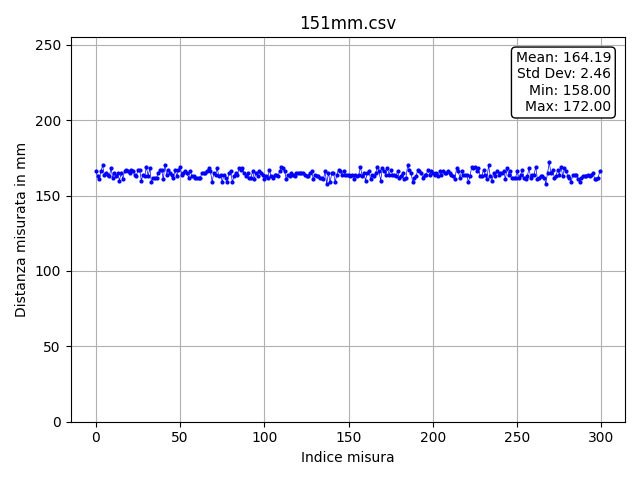 151mm.csv
Mean: 164.19
Std Dev: 2.46
Min: 158.00
Max: 172.00
Distanza misurata in mm
250
200
150
100
50
0
0 50 100 150 200 250 300
Indice misura